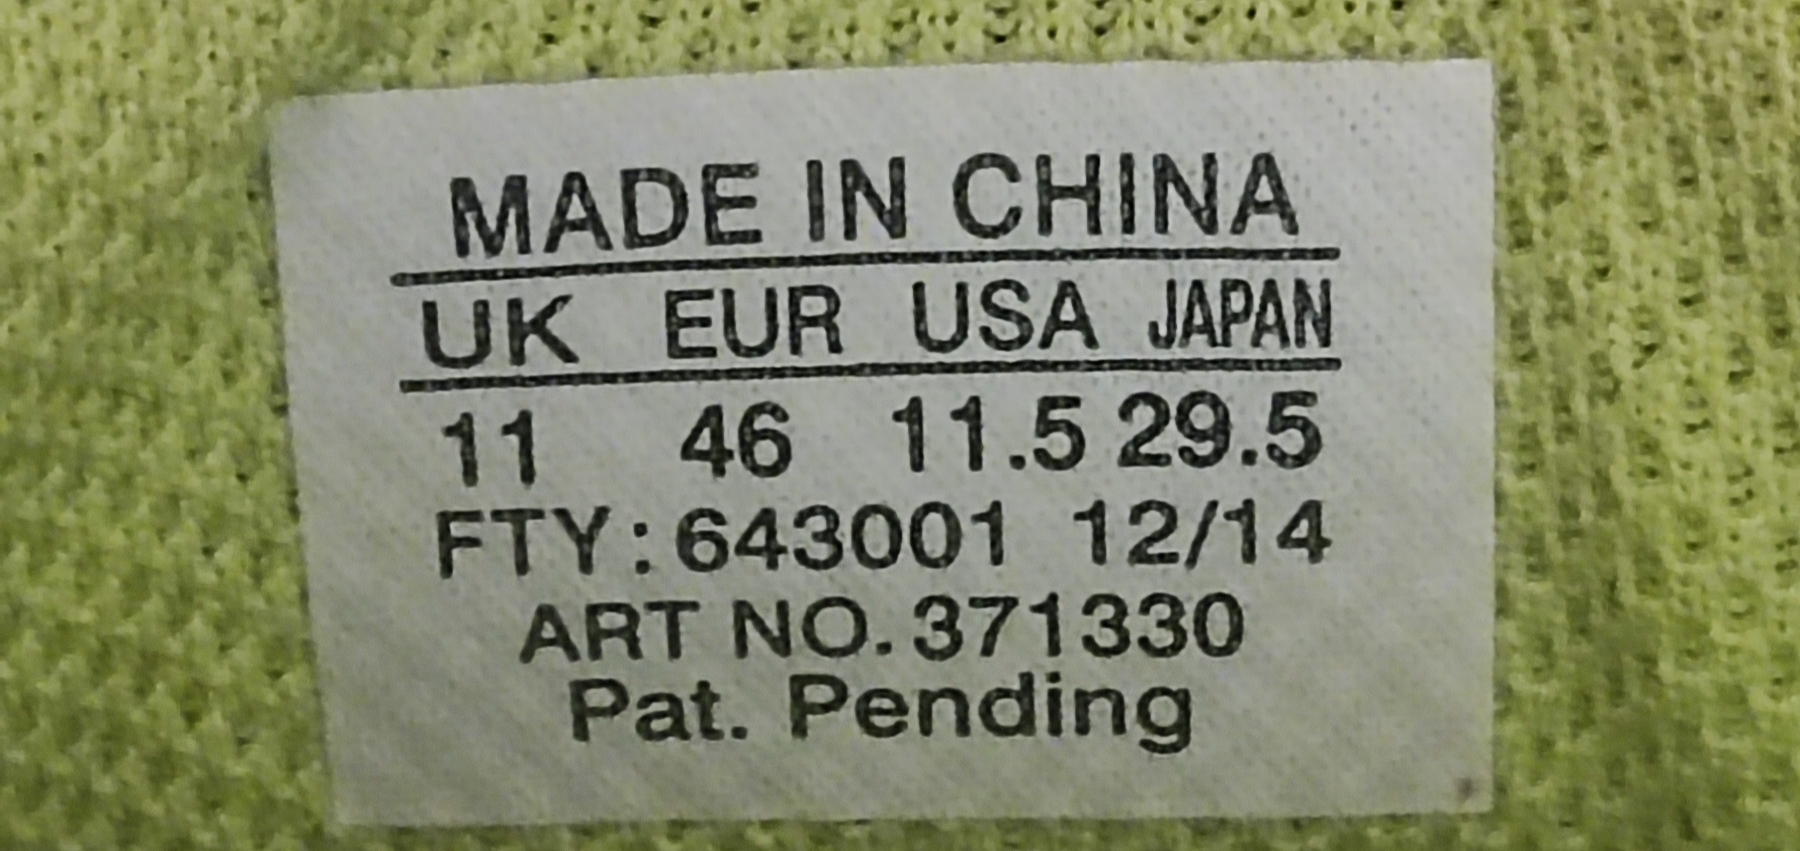 MADE IN CHINA
UK EUR USA JAPAN
11 46 11.5 29.5
FTY: 643001 12/14
ART NO. 371330
Pat. Pending